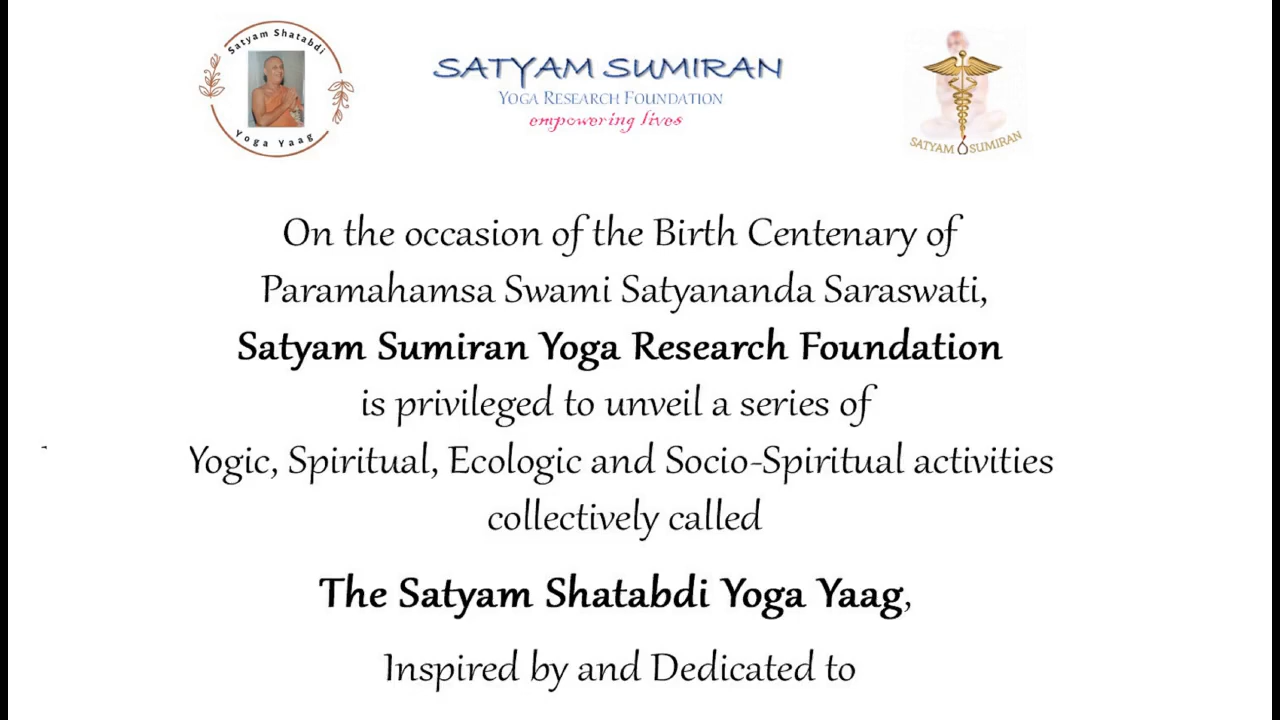 Satyam Shatabdi
Yoga Yaag
SATYAM SUMIRAN
YOGA RESEARCH FOUNDATION
empowering lives
SATYAM SUMIRAN
On the occasion of the Birth Centenary of
Paramahamsa Swami Satyananda Saraswati,
Satyam Sumiran Yoga Research Foundation
is privileged to unveil a series of
Yogic, Spiritual, Ecologic and Socio-Spiritual activities
collectively called
The Satyam Shatabdi Yoga Yaag,
Inspired by and Dedicated to